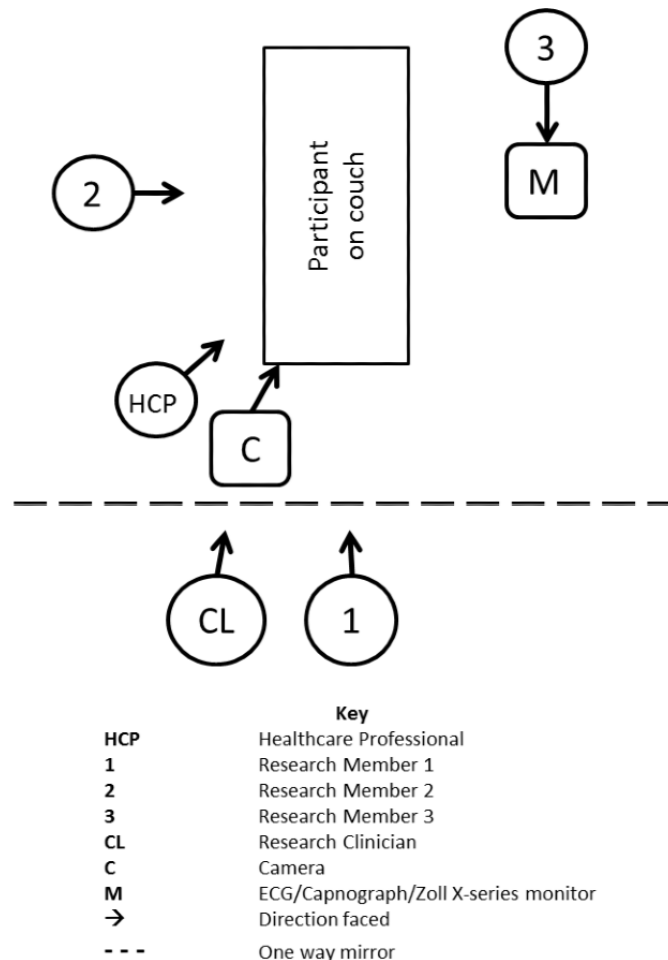 3
Participant
on couch
M
2
HCP
C
CL
1
Key
HCP Healthcare Professional
1 Research Member 1
2 Research Member 2
3 Research Member 3
CL Research Clinician
C Camera
M ECG/Capnograph/Zoll X-series monitor
→ Direction faced
- - - One way mirror